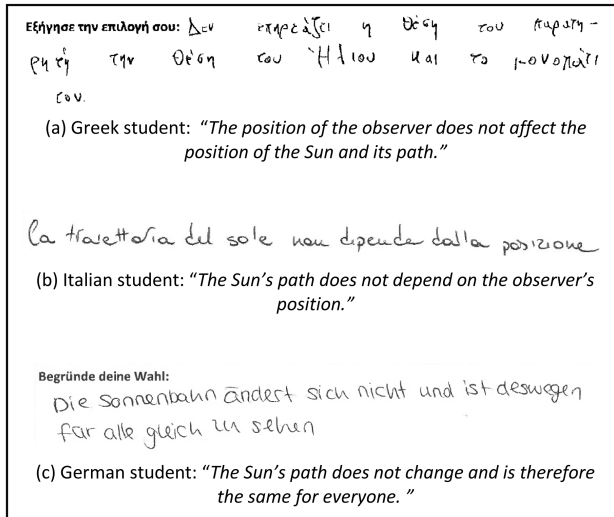 Εξήγησε την επιλογή σου: Δεν επηρεάζει η θέση του παρατη-
ρητή την θέση του Ήλιου και το μονοπάτι
του.
(a) Greek student: “The position of the observer does not affect the
position of the Sun and its path.”
la traiettoria del sole non dipende dalla posizione
(b) Italian student: “The Sun’s path does not depend on the observer’s
position.”
Begründe deine Wahl:
Die Sonnenbahn ändert sich nicht und ist deswegen
für alle gleich zu sehen
(c) German student: “The Sun’s path does not change and is therefore
the same for everyone. ”